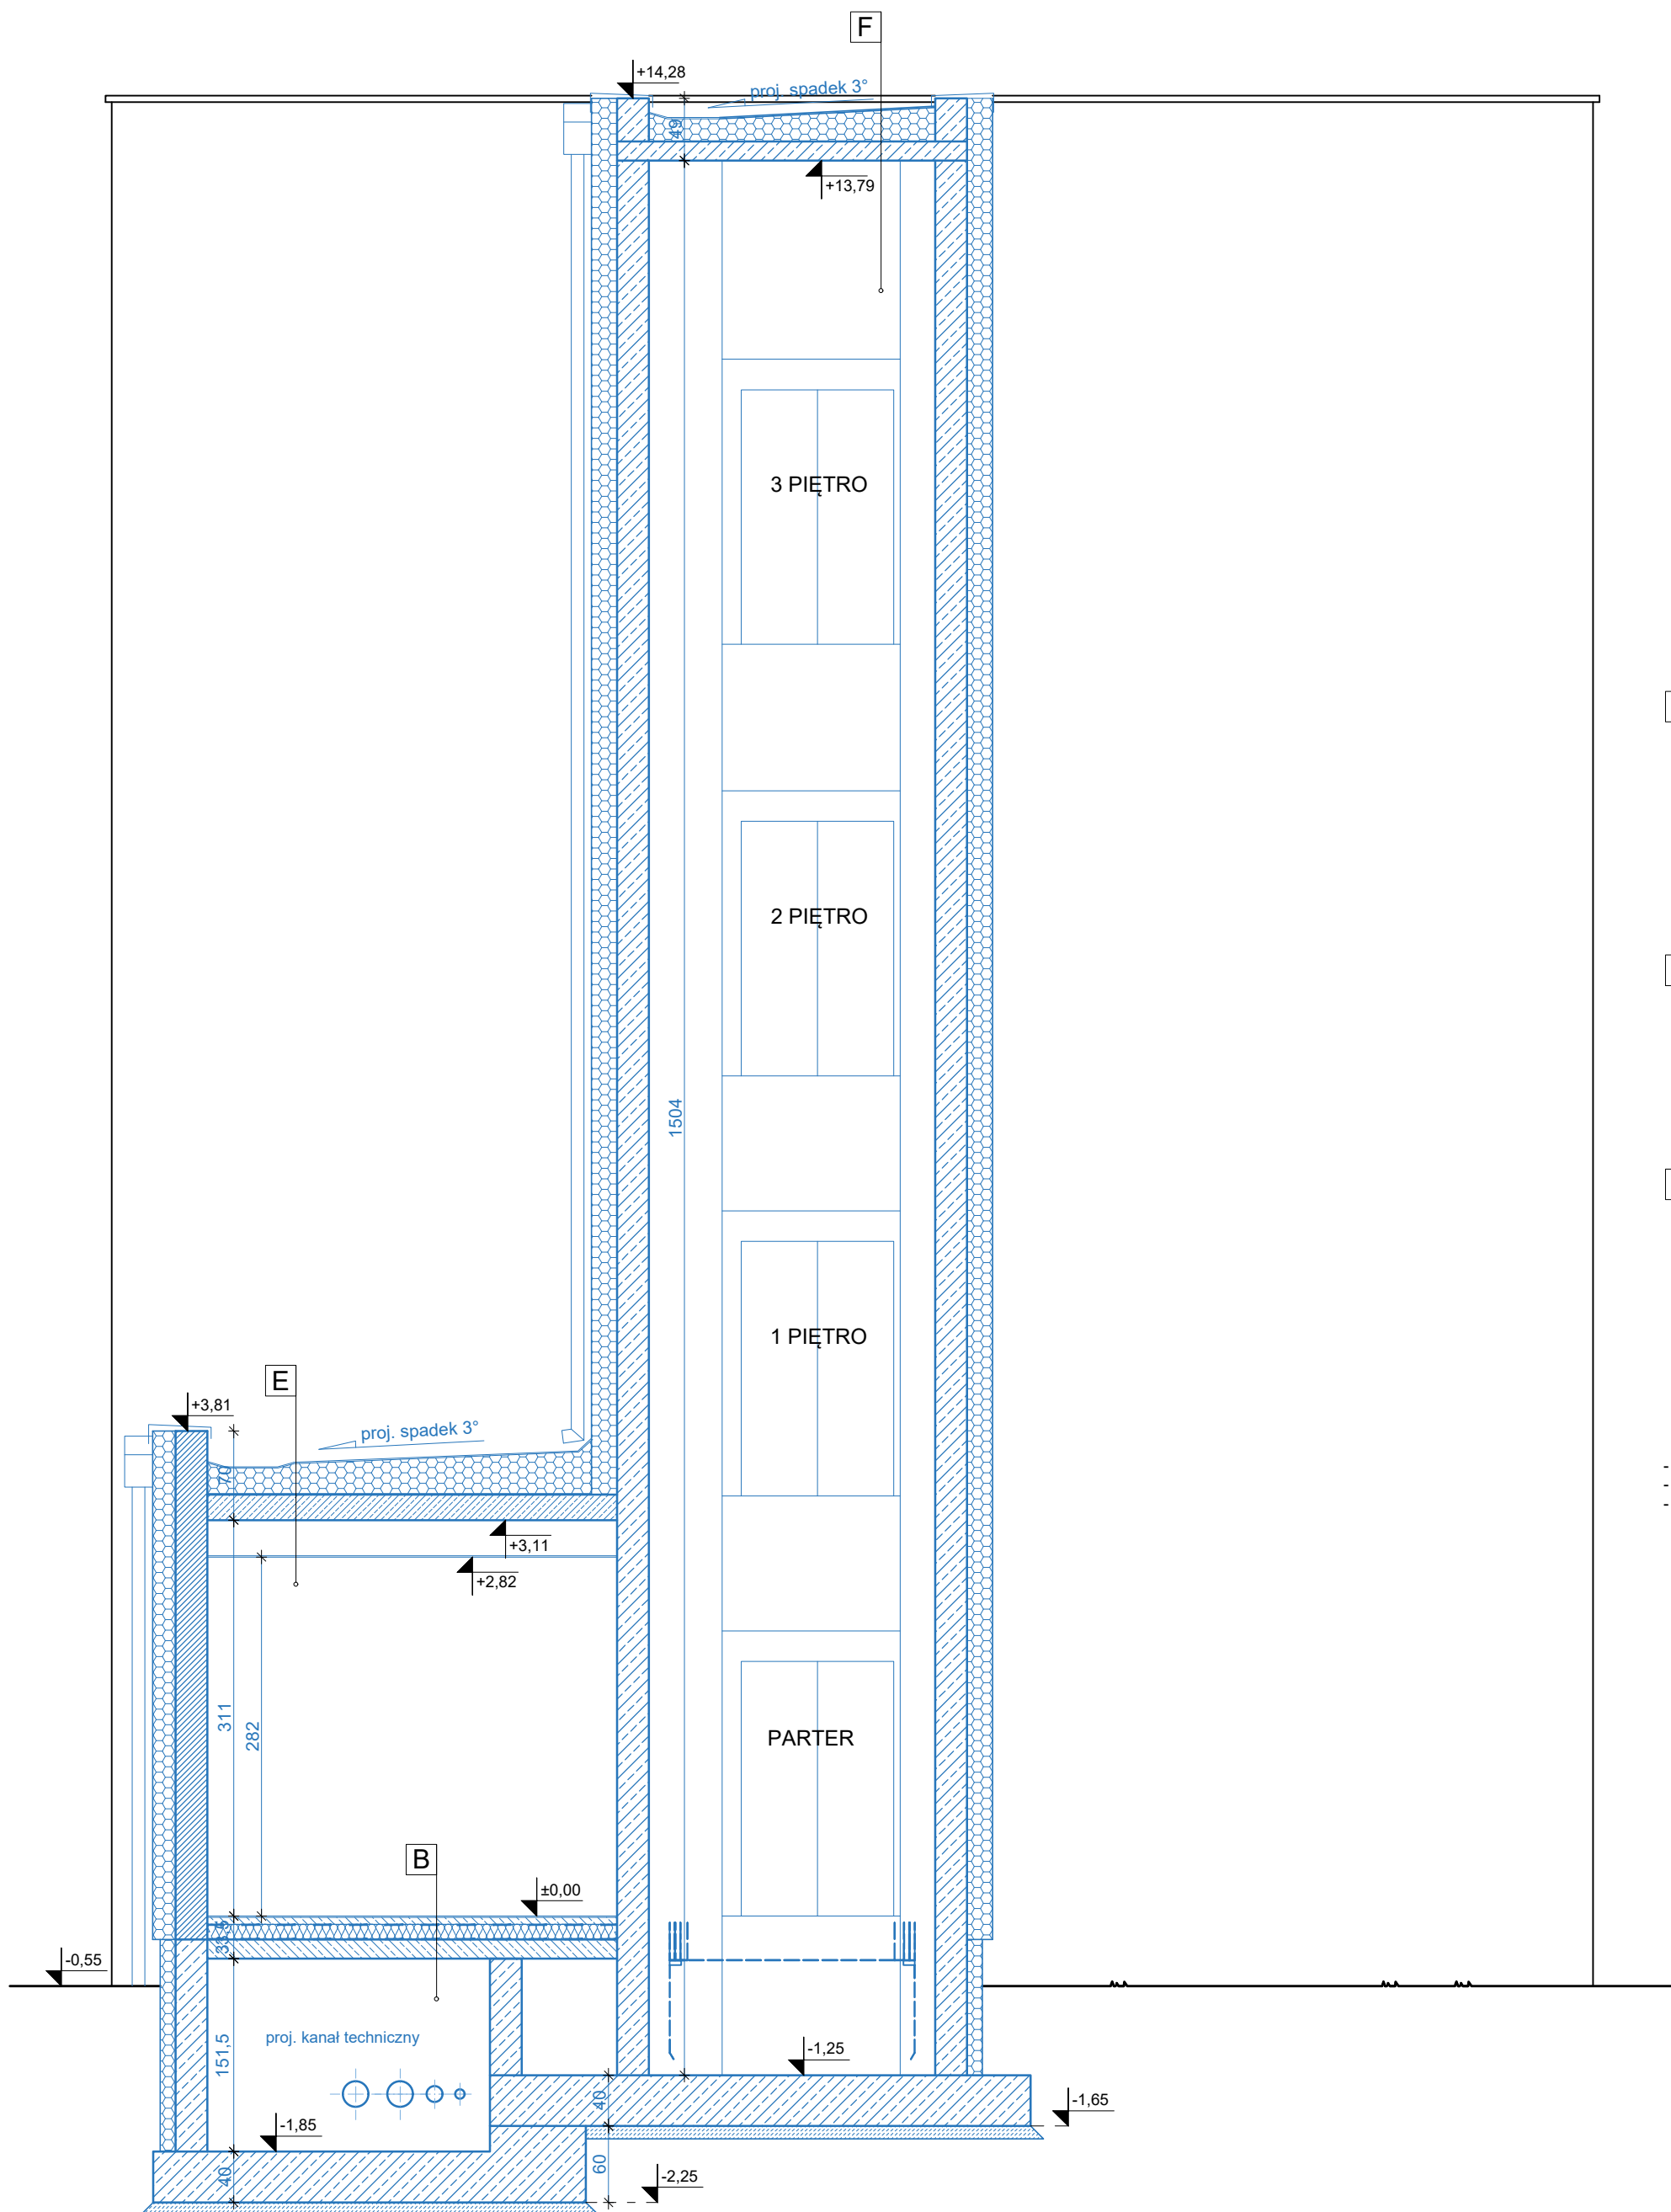 F
+14,28
proj. spadek 3°
49
+13,79
3 PIĘTRO
2 PIĘTRO
1504
1 PIĘTRO
E
+3,81
proj. spadek 3°
70
+3,11
+2,82
311
282
PARTER
B
±0,00
33,5
-0,55
151,5
proj. kanał techniczny
-1,25
40
-1,65
-1,85
40
60
-2,25